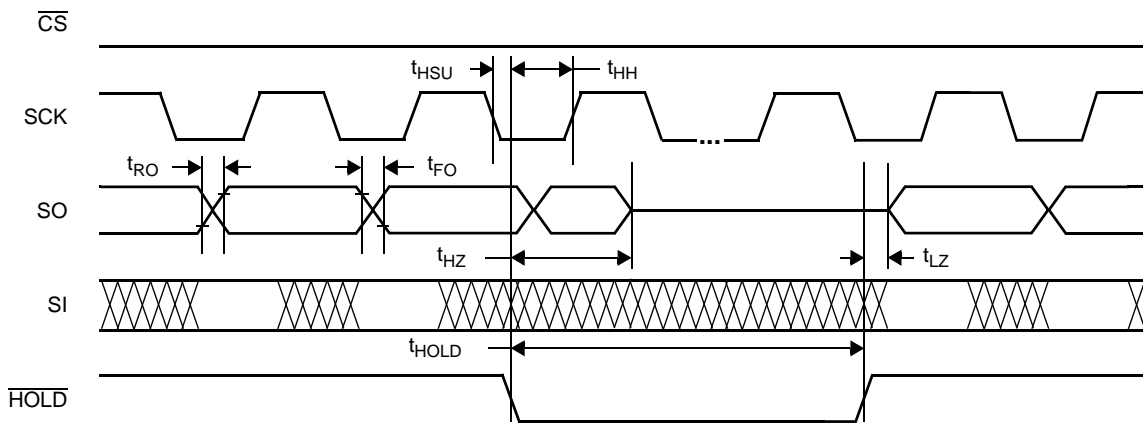 CS
tHSU
tHH
SCK
...
tRO
tFO
SO
tHZ
tLZ
SI
tHOLD
HOLD